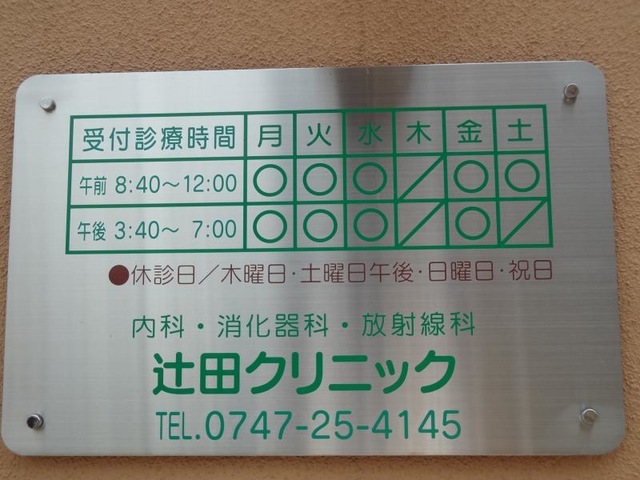 受付診療時間 月 火 水 木 金 土
午前 8:40～12:00 ○ ○ ○ ／ ○ ○
午後 3:40～ 7:00 ○ ○ ○ ／ ○ ／
●休診日／木曜日・土曜日午後・日曜日・祝日
内科・消化器科・放射線科
辻田クリニック
TEL.0747-25-4145